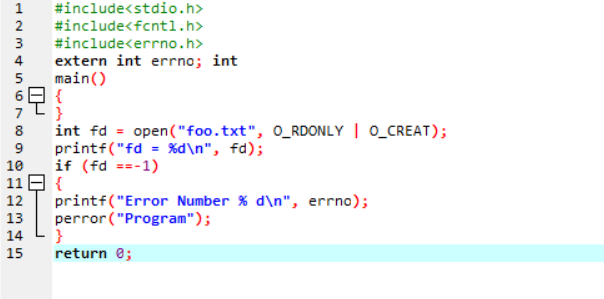 1 #include<stdio.h>
2 #include<fcntl.h>
3 #include<errno.h>
4 extern int errno; int
5 main()
6 {
7 }
8 int fd = open("foo.txt", O_RDONLY | O_CREAT);
9 printf("fd = %d\n", fd);
10 if (fd ==-1)
11 {
12 printf("Error Number % d\n", errno);
13 perror("Program");
14 }
15 return 0;